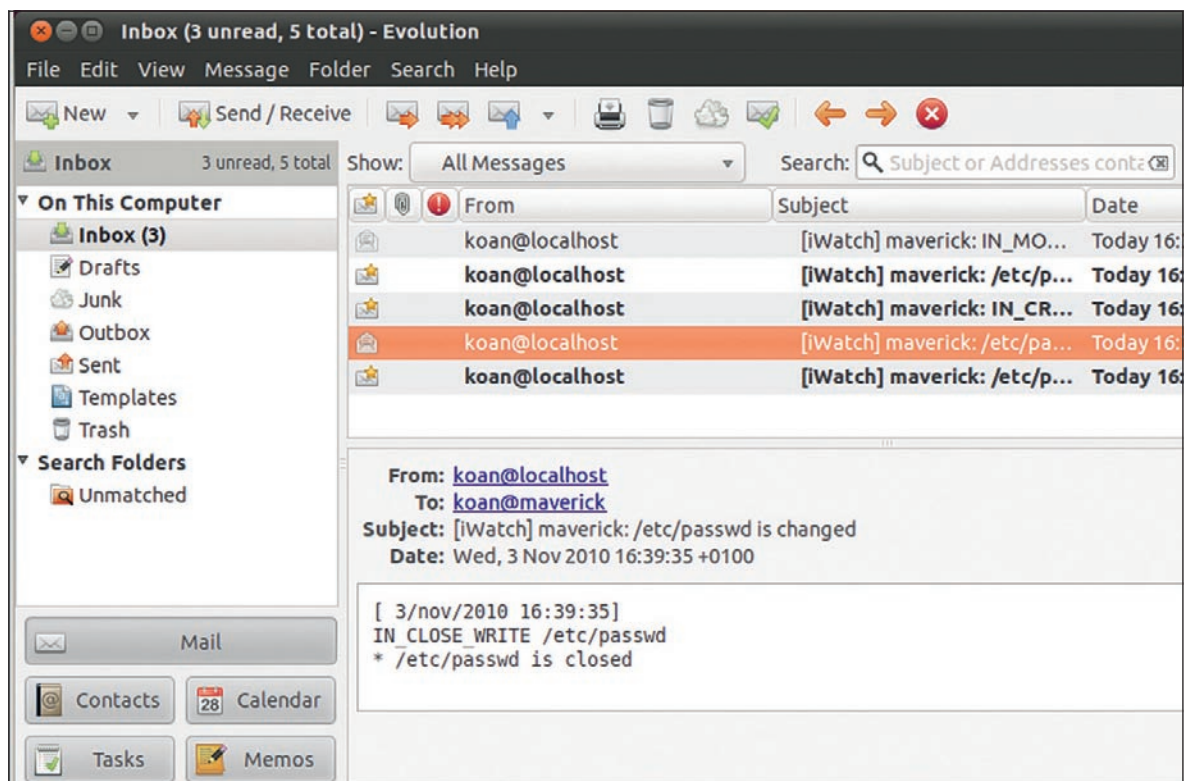 Inbox (3 unread, 5 total) - Evolution
File Edit View Message Folder Search Help
New Send / Receive
Inbox 3 unread, 5 total Show: All Messages Search: Subject or Addresses conta
On This Computer
Inbox (3)
Drafts
Junk
Outbox
Sent
Templates
Trash
Search Folders
Unmatched
From Subject Date
koan@localhost [iWatch] maverick: IN_MO... Today 16:
koan@localhost [iWatch] maverick: /etc/p... Today 16:
koan@localhost [iWatch] maverick: IN_CR... Today 16:
koan@localhost [iWatch] maverick: /etc/pa... Today 16:
koan@localhost [iWatch] maverick: /etc/p... Today 16:
From: koan@localhost
To: koan@maverick
Subject: [iWatch] maverick: /etc/passwd is changed
Date: Wed, 3 Nov 2010 16:39:35 +0100
[ 3/nov/2010 16:39:35]
IN_CLOSE_WRITE /etc/passwd
* /etc/passwd is closed
Mail
Contacts 28 Calendar
Tasks Memos